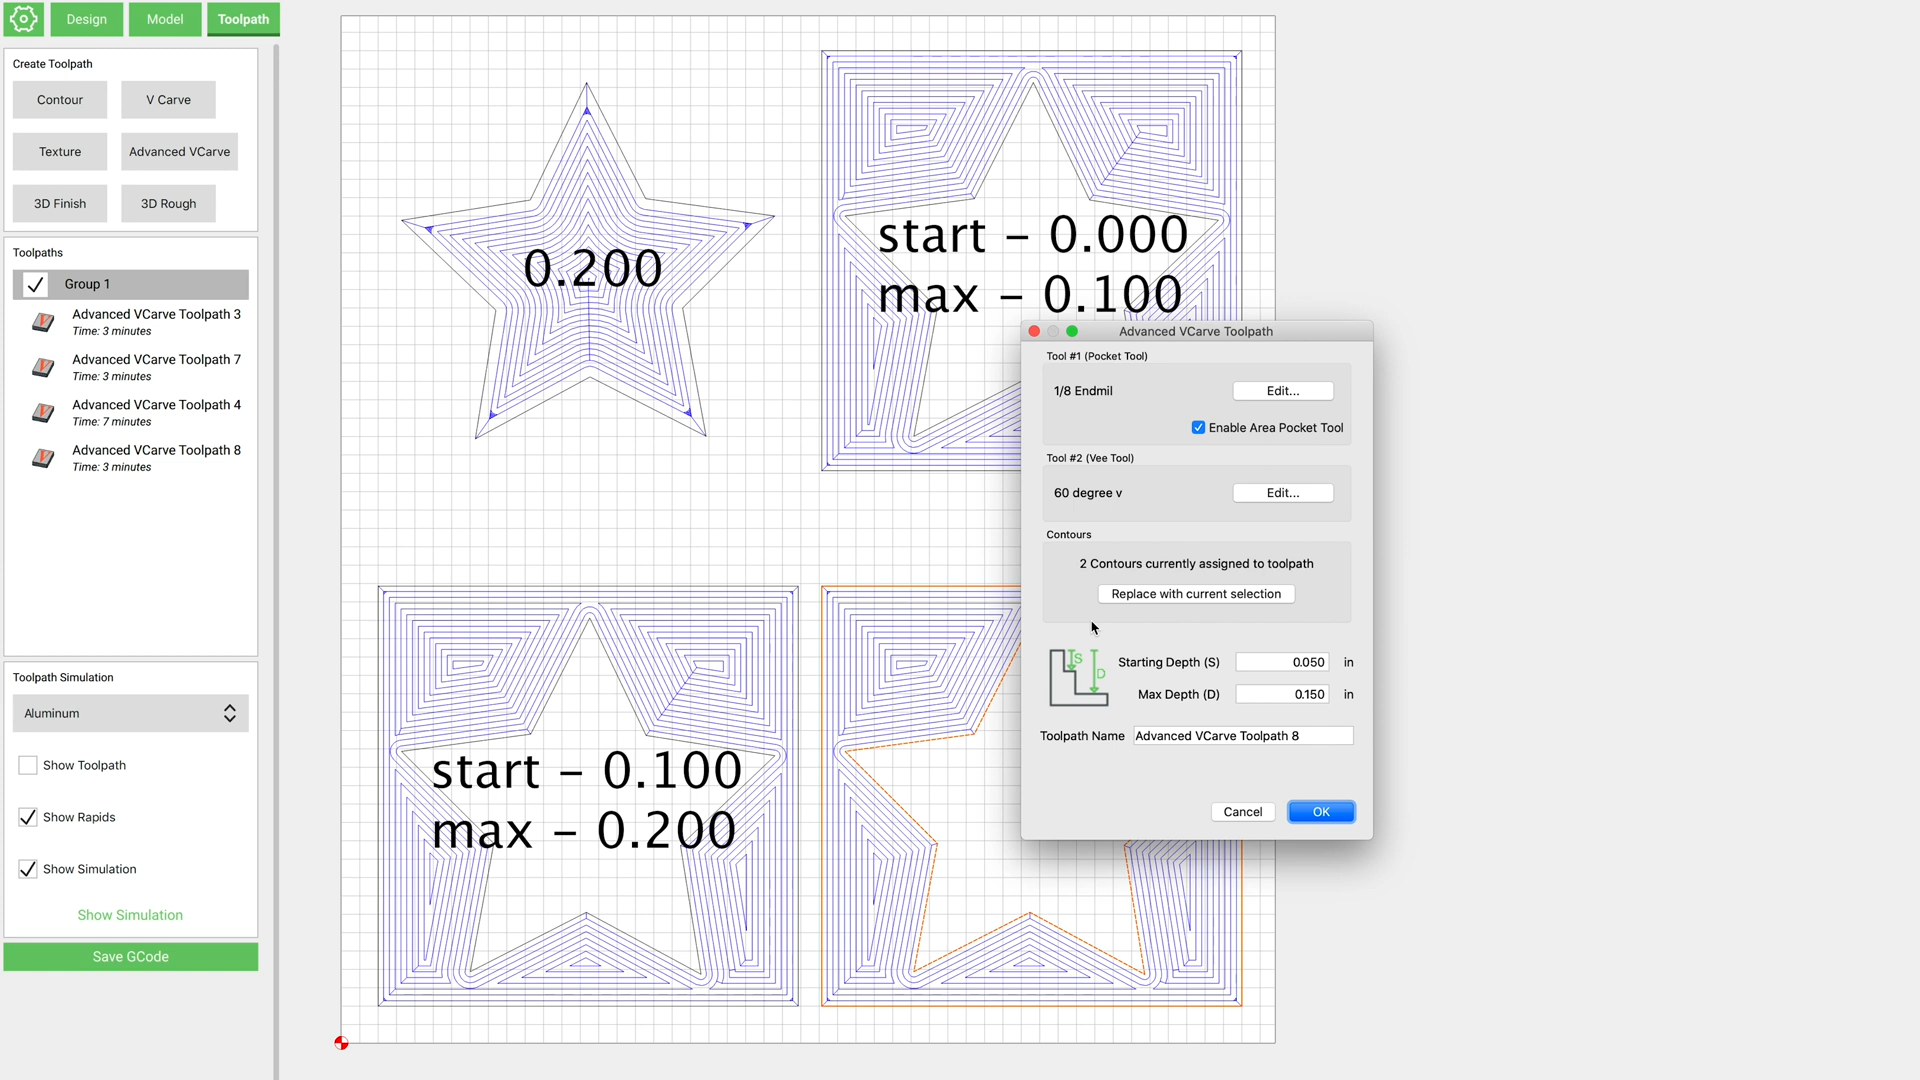 Design
Model
Toolpath
Create Toolpath
Contour
V Carve
Texture
Advanced VCarve
3D Finish
3D Rough
Toolpaths
Group 1
Advanced VCarve Toolpath 3
Time: 3 minutes
Advanced VCarve Toolpath 7
Time: 3 minutes
Advanced VCarve Toolpath 4
Time: 7 minutes
Advanced VCarve Toolpath 8
Time: 3 minutes
Toolpath Simulation
Aluminum
Show Toolpath
Show Rapids
Show Simulation
Show Simulation
Save GCode
0.200
start – 0.000
max – 0.100
start – 0.100
max – 0.200
Advanced VCarve Toolpath
Tool #1 (Pocket Tool)
1/8 Endmil
Edit...
Enable Area Pocket Tool
Tool #2 (Vee Tool)
60 degree v
Edit...
Contours
2 Contours currently assigned to toolpath
Replace with current selection
S
D
Starting Depth (S) 0.050 in
Max Depth (D) 0.150 in
Toolpath Name Advanced VCarve Toolpath 8
Cancel
OK